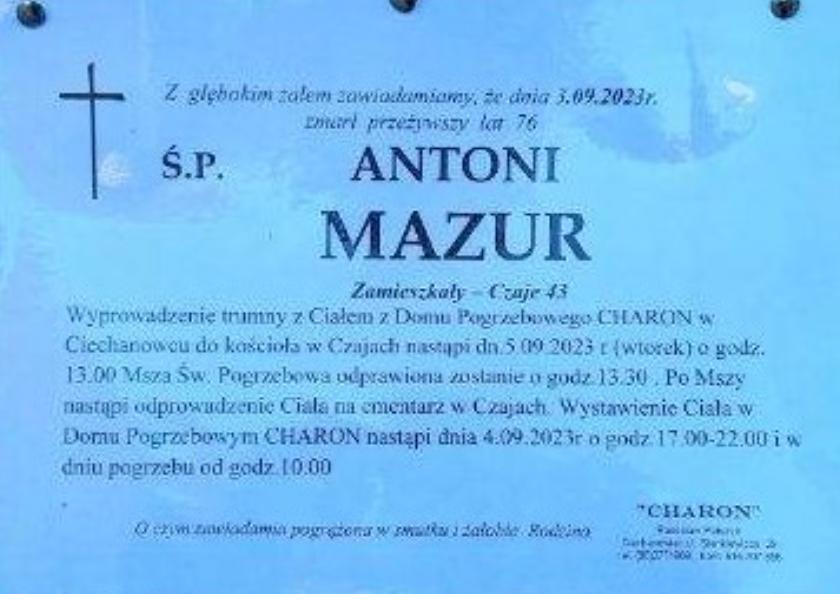 Z głębokim żalem zawiadamiamy, że dnia 3.09.2023r.
zmarł przeżywszy lat 76
Ś.P. ANTONI
MAZUR
Zamieszkały – Czaje 43
Wyprowadzenie trumny z Ciałem z Domu Pogrzebowego CHARON w
Ciechanowcu do kościoła w Czajach nastąpi dn.5.09.2023 r (wtorek) o godz.
13.00 Msza Św. Pogrzebowa odprawiona zostanie o godz.13.30 . Po Mszy
nastąpi odprowadzenie Ciała na cmentarz w Czajach. Wystawienie Ciała w
Domu Pogrzebowym CHARON nastąpi dnia 4.09.2023r o godz.17.00-22.00 i w
dniu pogrzebu od godz.10.00
O czym zawiadamia pogrążona w smutku i żałobie Rodzina
"CHARON"